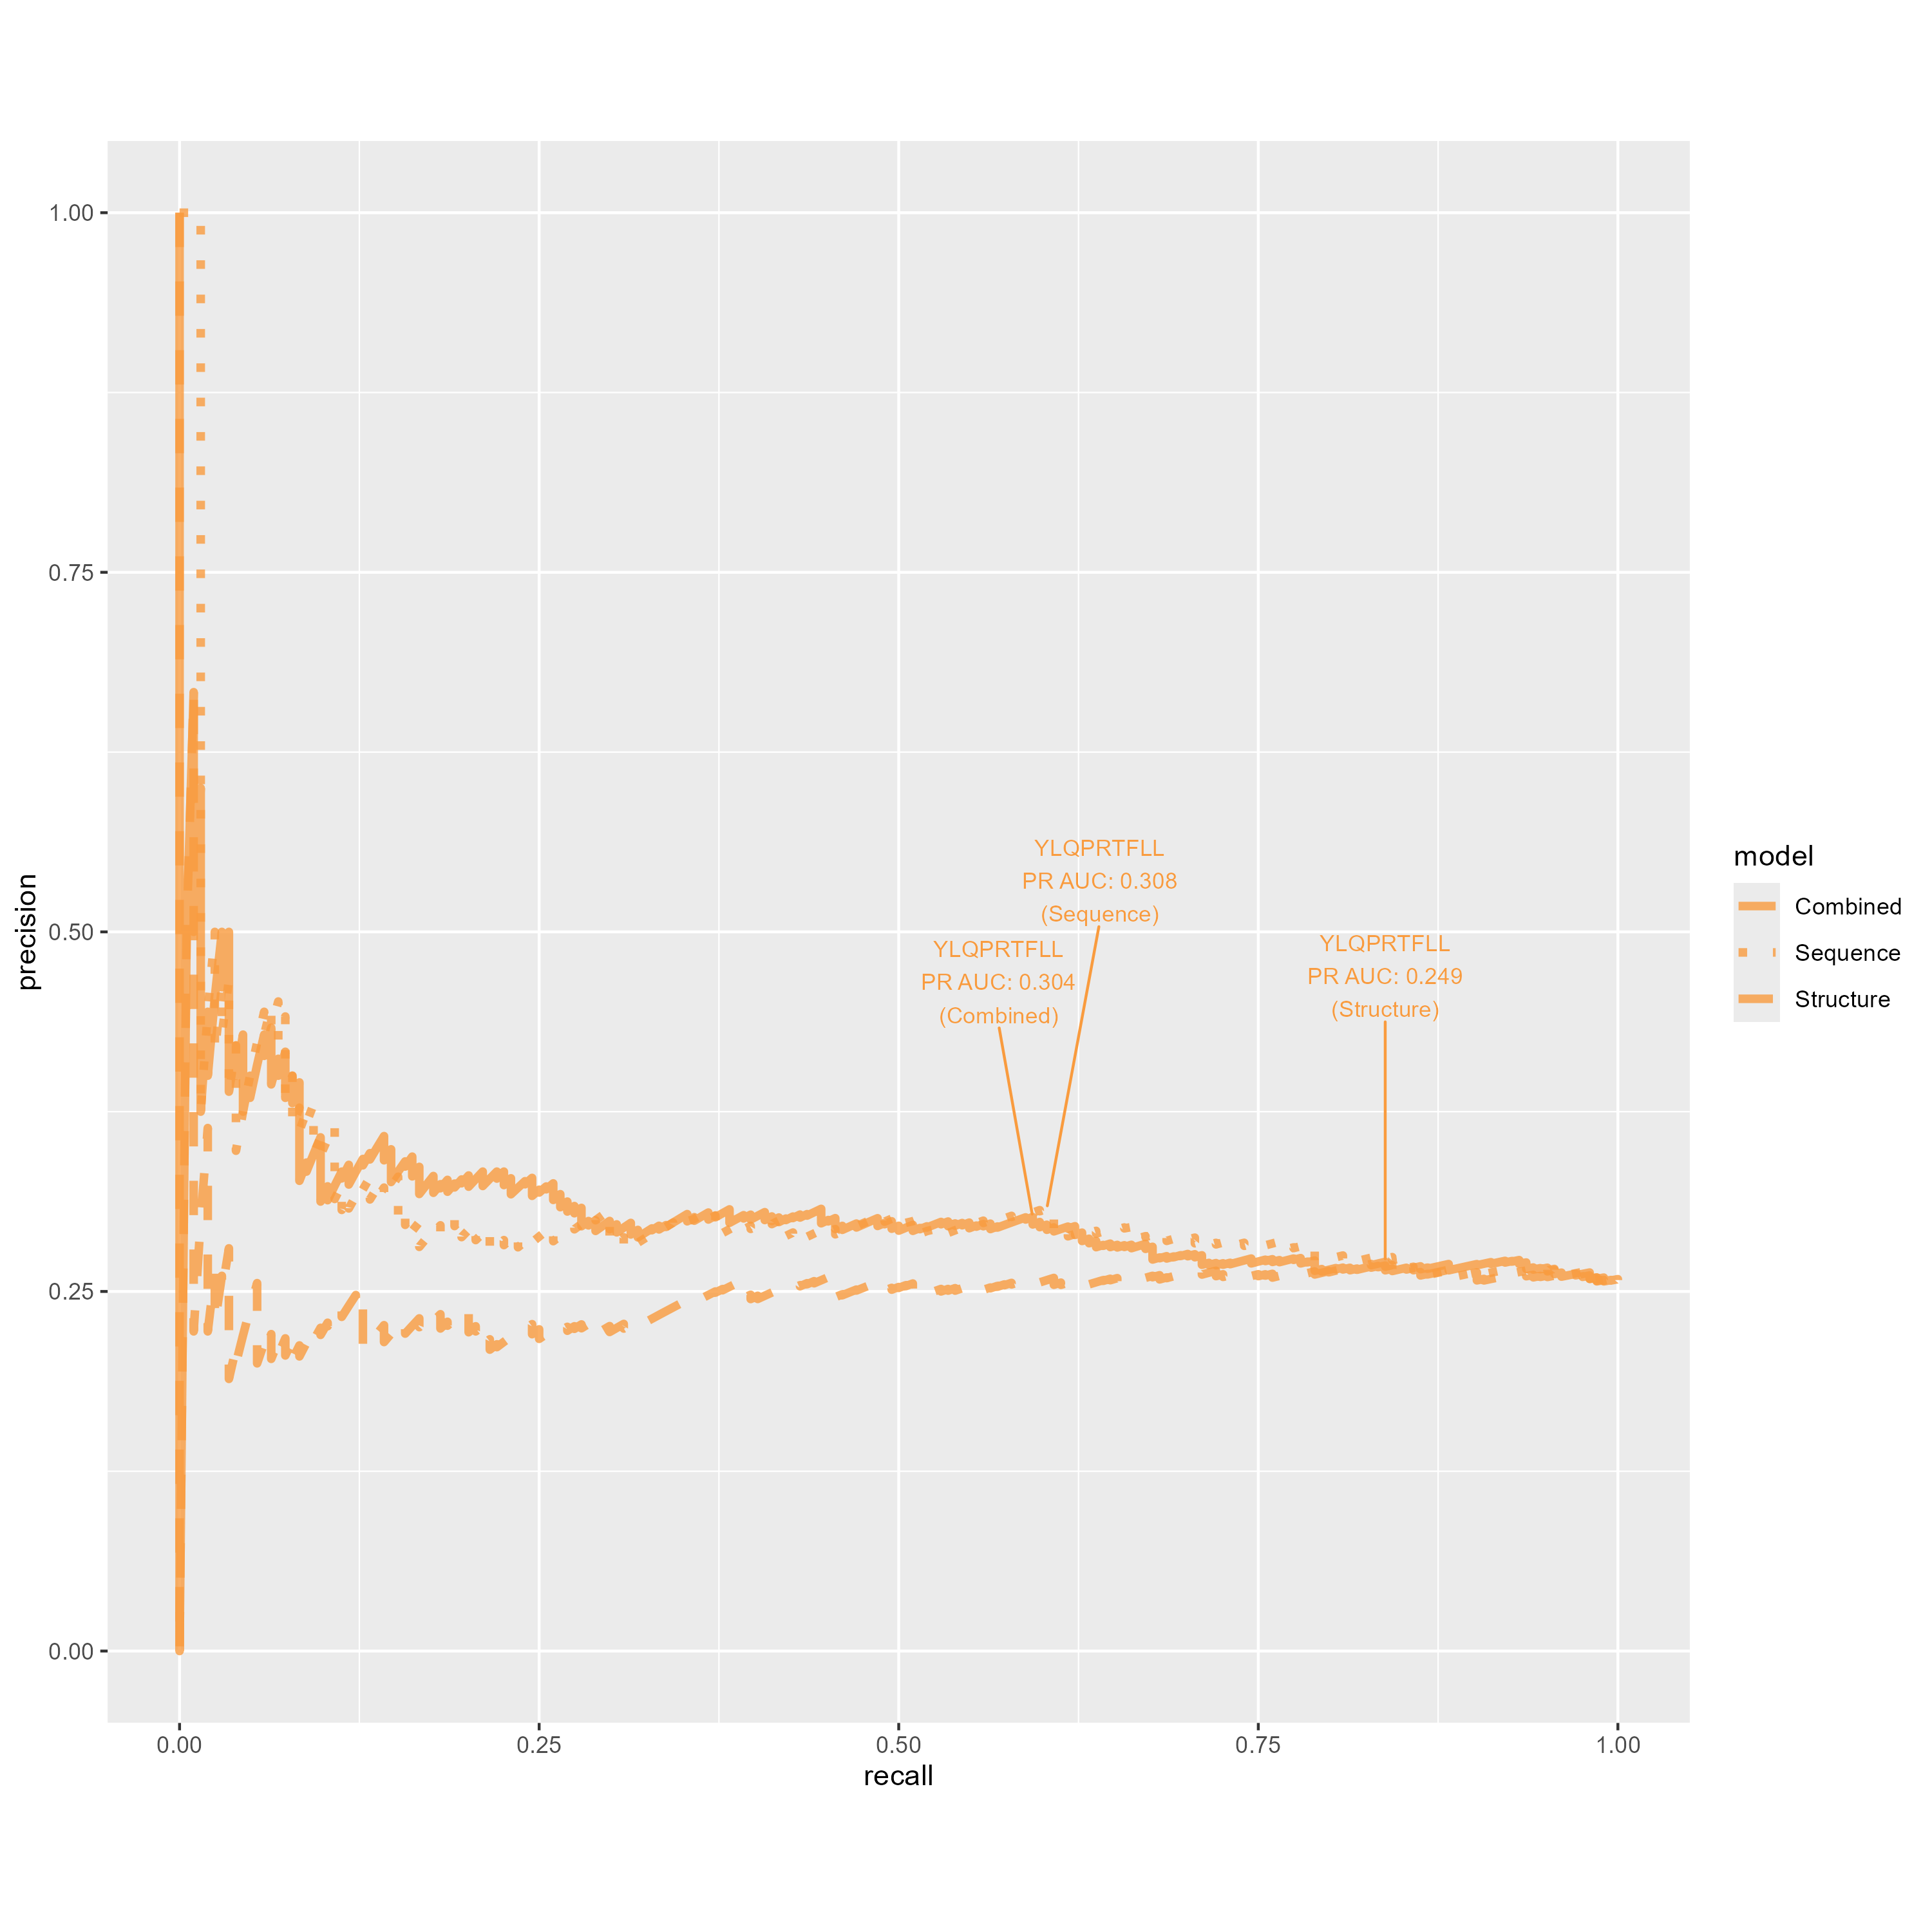 1.00
0.75
0.50
0.25
0.00
precision
YLQPRTFLL
PR AUC: 0.308
(Sequence)
YLQPRTFLL
PR AUC: 0.304
(Combined)
YLQPRTFLL
PR AUC: 0.249
(Structure)
0.00
0.25
0.50
0.75
1.00
recall
model
Combined
Sequence
Structure